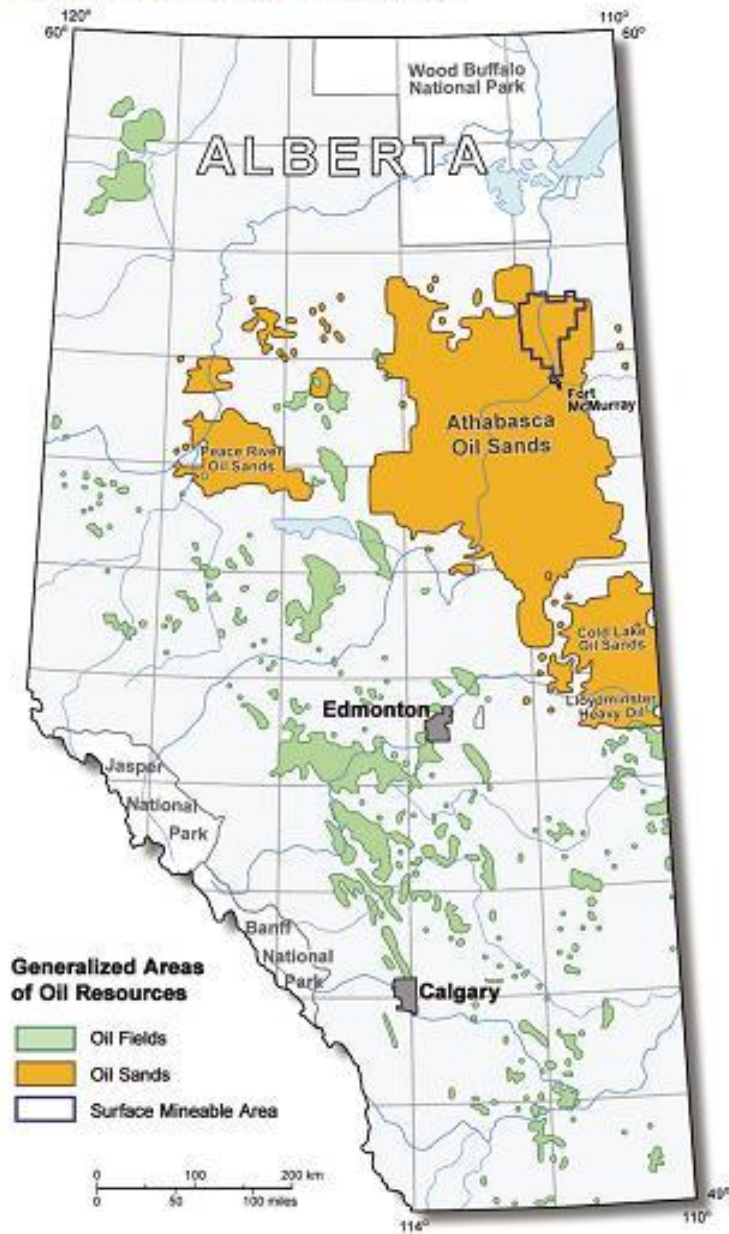 120°
60°
110°
60°
Wood Buffalo
National Park
ALBERTA
Fort
McMurray
Athabasca
Oil Sands
Peace River
Oil Sands
Cold Lake
Oil Sands
Lloydminster
Heavy Oil
Edmonton
Jasper
National
Park
Banff
National
Park
Calgary
Generalized Areas
of Oil Resources
Oil Fields
Oil Sands
Surface Mineable Area
0 100 200 km
0 50 100 miles
114°
49°
110°